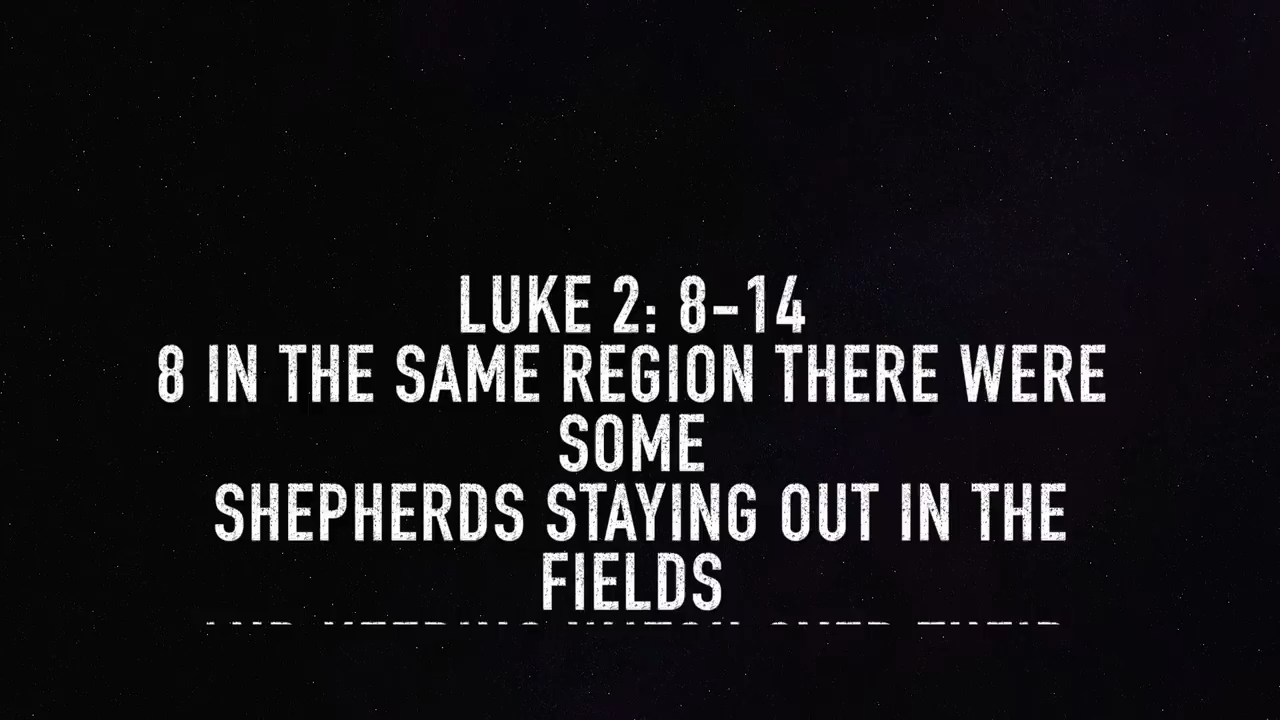 LUKE 2: 8-14
8 IN THE SAME REGION THERE WERE
SOME
SHEPHERDS STAYING OUT IN THE
FIELDS